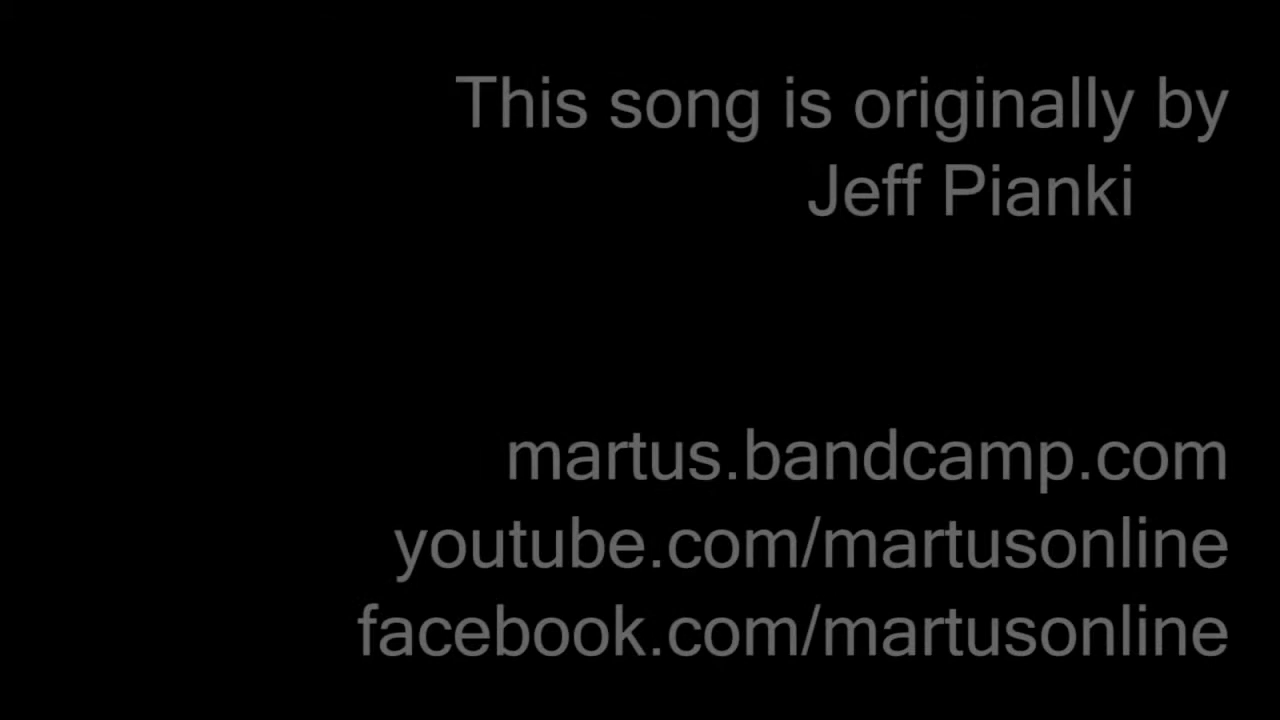 This song is originally by
Jeff Pianki
martus.bandcamp.com
youtube.com/martusonline
facebook.com/martusonline